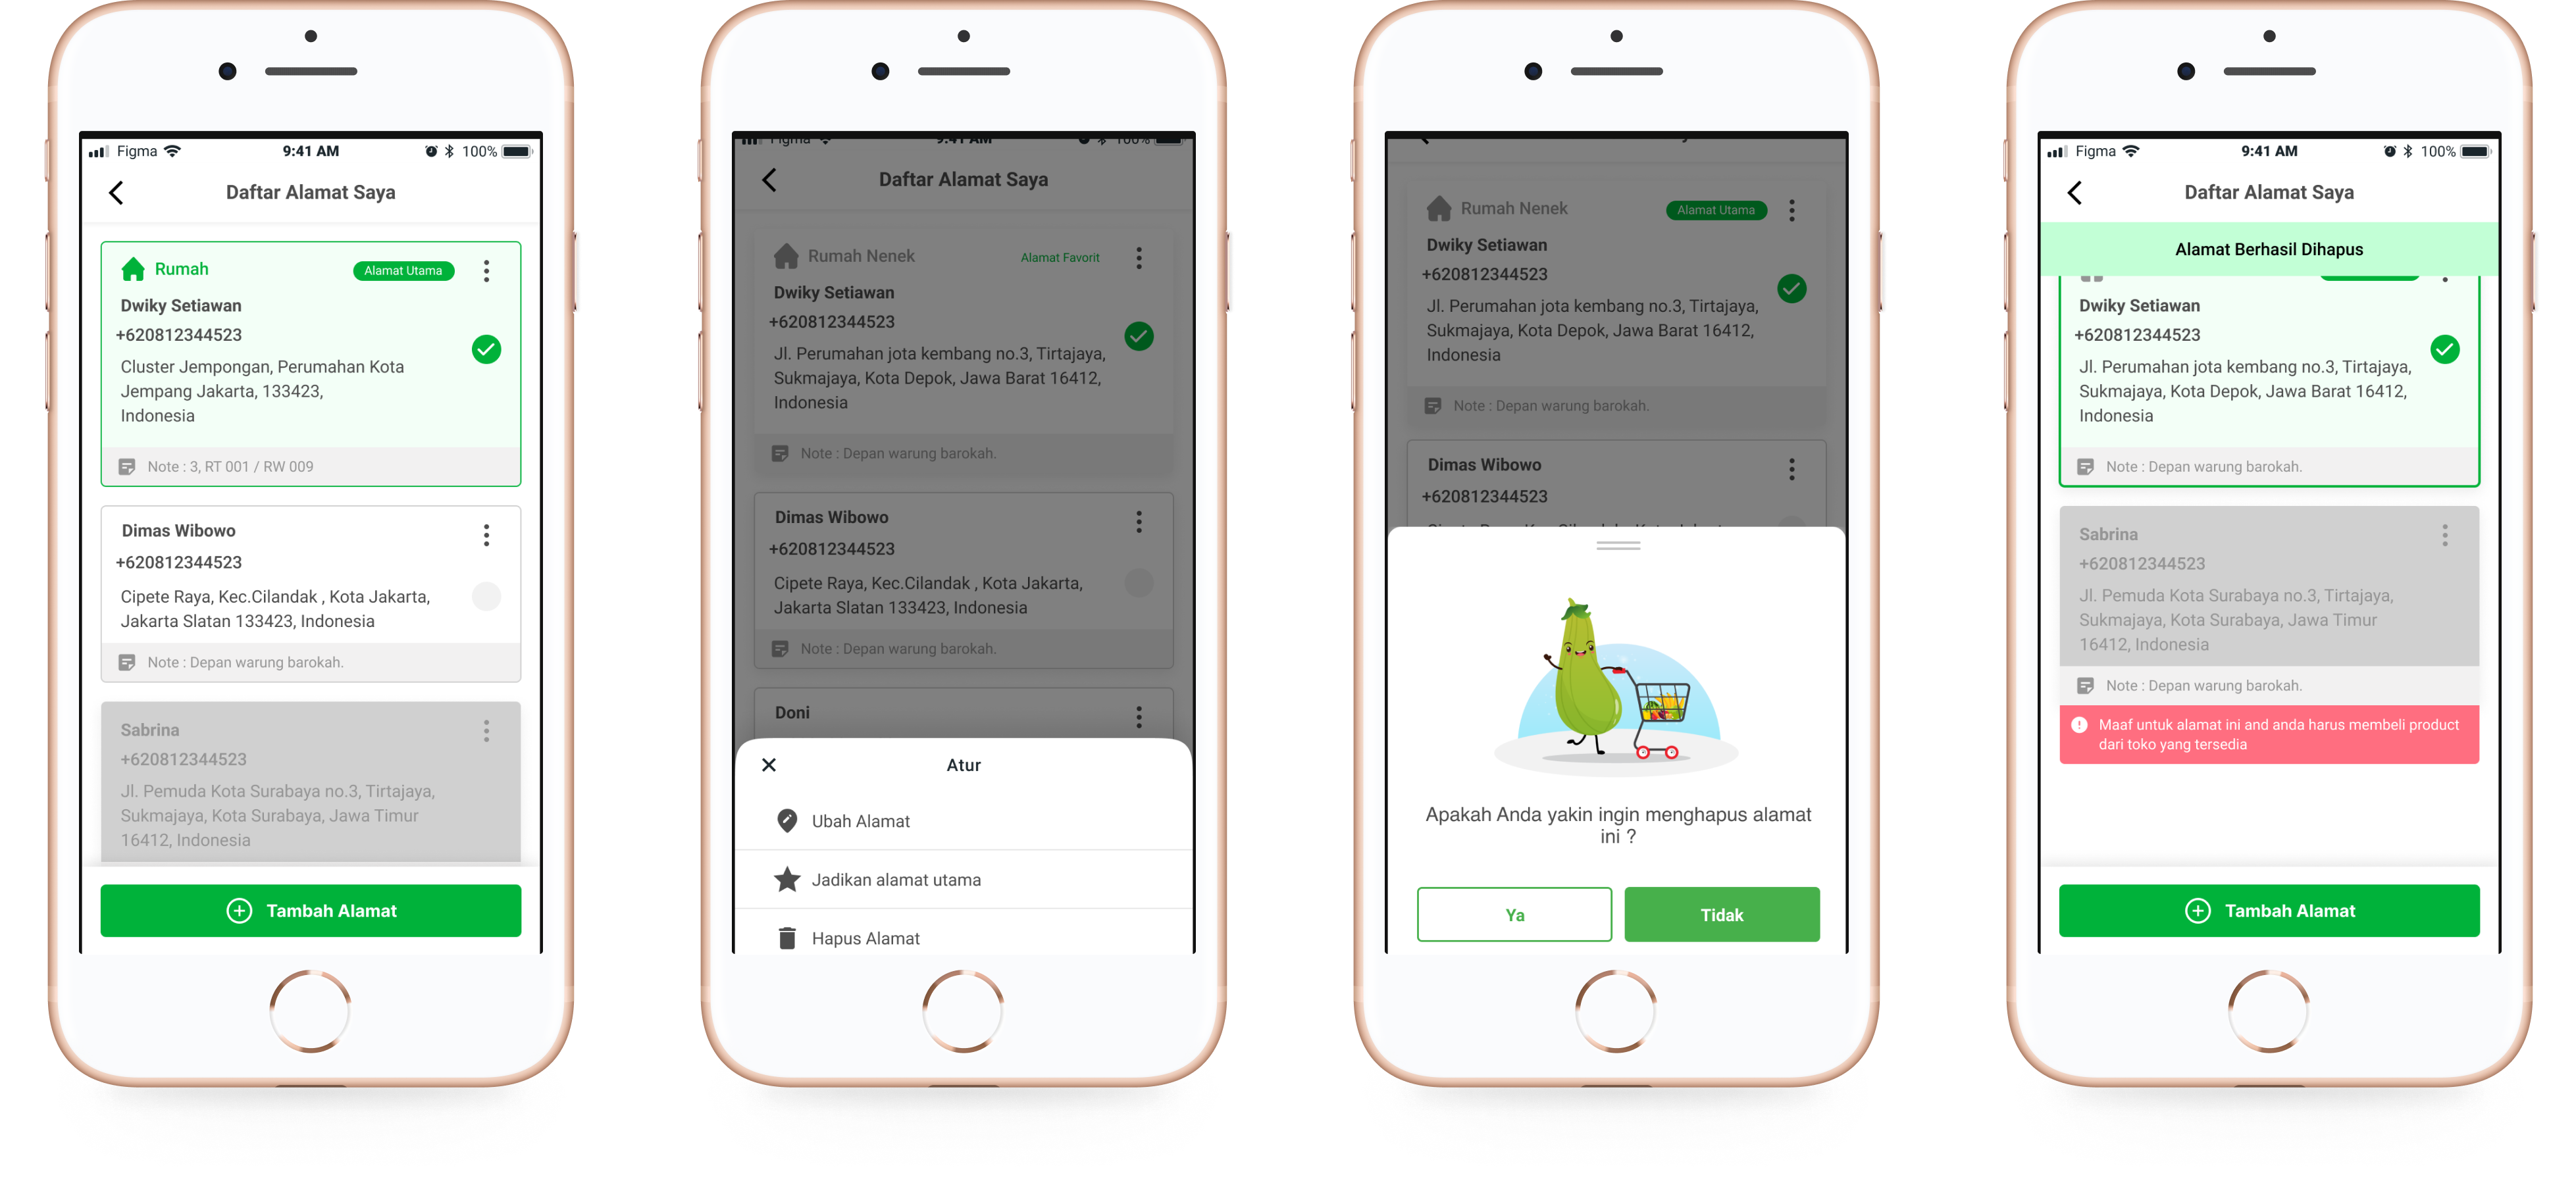 Figma
9:41 AM
100%
Daftar Alamat Saya
Rumah
Alamat Utama
Dwiky Setiawan
+620812344523
Cluster Jempongan, Perumahan Kota
Jempang Jakarta, 133423,
Indonesia
Note : 3, RT 001 / RW 009
Dimas Wibowo
+620812344523
Cipete Raya, Kec.Cilandak , Kota Jakarta,
Jakarta Slatan 133423, Indonesia
Note : Depan warung barokah.
Sabrina
+620812344523
Jl. Pemuda Kota Surabaya no.3, Tirtajaya,
Sukmajaya, Kota Surabaya, Jawa Timur
16412, Indonesia
Tambah Alamat
Figma
9:41 AM
100%
Daftar Alamat Saya
Rumah Nenek
Alamat Favorit
Dwiky Setiawan
+620812344523
Jl. Perumahan jota kembang no.3, Tirtajaya,
Sukmajaya, Kota Depok, Jawa Barat 16412,
Indonesia
Note : Depan warung barokah.
Dimas Wibowo
+620812344523
Cipete Raya, Kec.Cilandak , Kota Jakarta,
Jakarta Slatan 133423, Indonesia
Note : Depan warung barokah.
Doni
Atur
Ubah Alamat
Jadikan alamat utama
Hapus Alamat
Rumah Nenek
Alamat Utama
Dwiky Setiawan
+620812344523
Jl. Perumahan jota kembang no.3, Tirtajaya,
Sukmajaya, Kota Depok, Jawa Barat 16412,
Indonesia
Note : Depan warung barokah.
Dimas Wibowo
+620812344523
Apakah Anda yakin ingin menghapus alamat
ini ?
Ya
Tidak
Figma
9:41 AM
100%
Daftar Alamat Saya
Alamat Berhasil Dihapus
Dwiky Setiawan
+620812344523
Jl. Perumahan jota kembang no.3, Tirtajaya,
Sukmajaya, Kota Depok, Jawa Barat 16412,
Indonesia
Note : Depan warung barokah.
Sabrina
+620812344523
Jl. Pemuda Kota Surabaya no.3, Tirtajaya,
Sukmajaya, Kota Surabaya, Jawa Timur
16412, Indonesia
Note : Depan warung barokah.
Maaf untuk alamat ini and anda harus membeli product
dari toko yang tersedia
Tambah Alamat